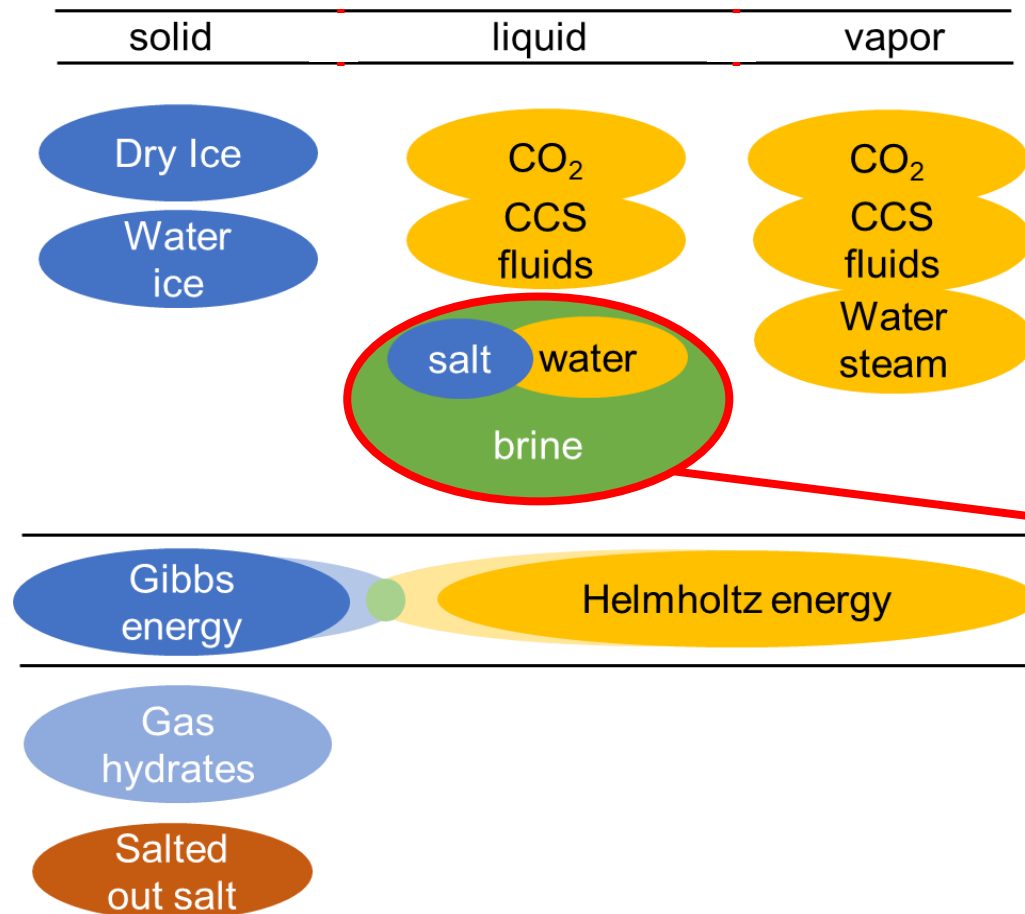 solid liquid vapor
Dry Ice
CO₂
CO₂
Water
ice
CCS
fluids
CCS
fluids
Water
steam
salt water
brine
Gibbs
energy
Helmholtz energy
Gas
hydrates
Salted
out salt